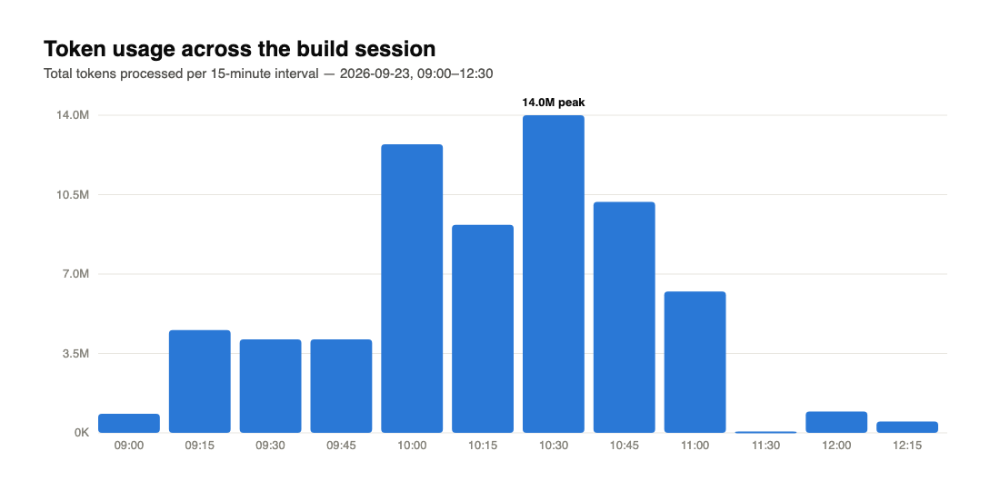 Token usage across the build session
Total tokens processed per 15-minute interval — 2026-09-23, 09:00–12:30
14.0M peak
14.0M
10.5M
7.0M
3.5M
0K
09:00 09:15 09:30 09:45 10:00 10:15 10:30 10:45 11:00 11:30 12:00 12:15